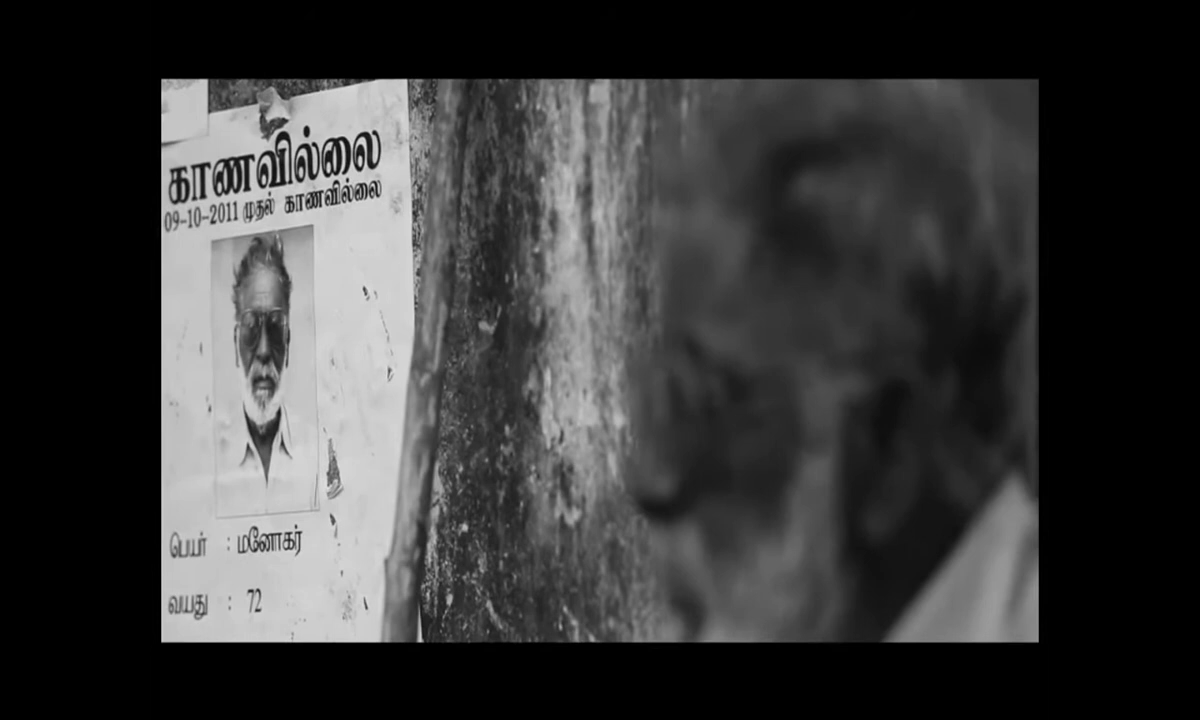 காணவில்லை
09-10-2011 முதல் காணவில்லை
பெயர் : மனோகர்
வயது : 72